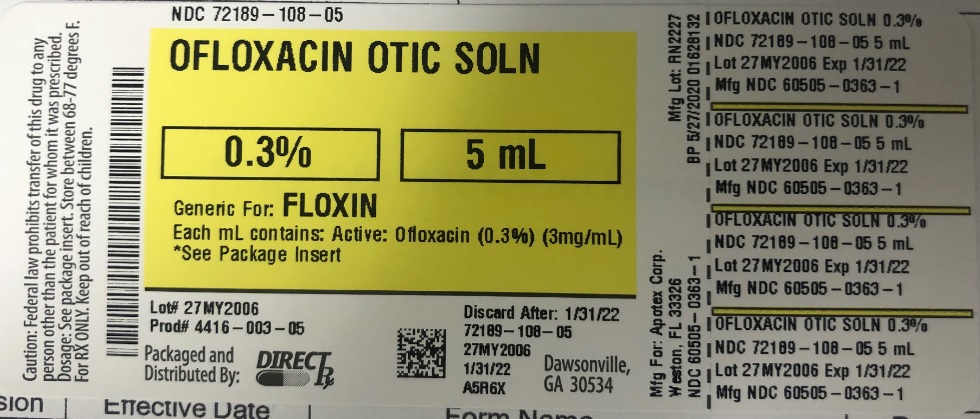 NDC 72189-108-05
OFLOXACIN OTIC SOLN
0.3%
5 mL
Generic For: FLOXIN
Each mL contains: Active: Ofloxacin (0.3%) (3mg/mL)
*See Package Insert
Lot# 27MY2006
Prod# 4416-003-05
Packaged and
Distributed By:
DIRECT Rx
Discard After: 1/31/22
72189-108-05
27MY2006
1/31/22
A5R6X
Dawsonville,
GA 30534
Caution: Federal law prohibits transfer of this drug to any
person other than the patient for whom it was prescribed.
Dosage: See package insert. Store between 68-77 degrees F.
For RX ONLY. Keep out of reach of children.
Mfg Lot: RN2227
BP 5/27/2020 01628132
Mfg For: Apotex Corp.
Weston, FL 33326
NDC 60505-0363-1
OFLOXACIN OTIC SOLN 0.3%
NDC 72189-108-05 5 mL
Lot 27MY2006 Exp 1/31/22
Mfg NDC 60505-0363-1
OFLOXACIN OTIC SOLN 0.3%
NDC 72189-108-05 5 mL
Lot 27MY2006 Exp 1/31/22
Mfg NDC 60505-0363-1
OFLOXACIN OTIC SOLN 0.3%
NDC 72189-108-05 5 mL
Lot 27MY2006 Exp 1/31/22
Mfg NDC 60505-0363-1
OFLOXACIN OTIC SOLN 0.3%
NDC 72189-108-05 5 mL
Lot 27MY2006 Exp 1/31/22
Mfg NDC 60505-0363-1
sion
Effective Date
Form Name